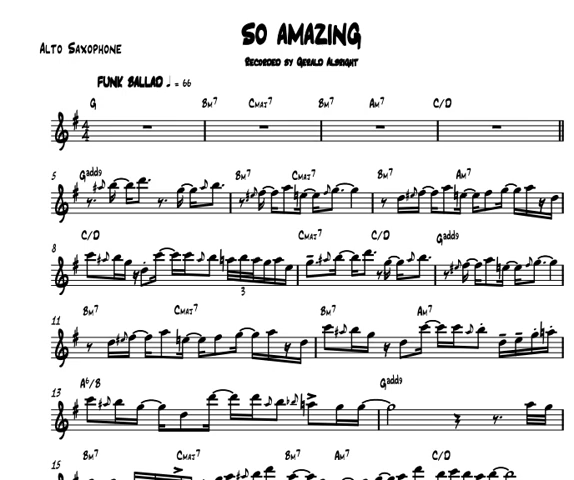 SO AMAZING
ALTO SAXOPHONE
RECORDED BY GERALD ALBRIGHT
FUNK BALLAD ♩ = 66
G Bm7 Cmaj7 Bm7 Am7 C/D
4
4
5 Gadd9 Bm7 Cmaj7 Bm7 Am7
8 C/D Cmaj7 C/D Gadd9
3
11 Bm7 Cmaj7 Bm7 Am7
13 A6/B Gadd9
15 Bm7 Cmaj7 Bm7 Am7 C/D